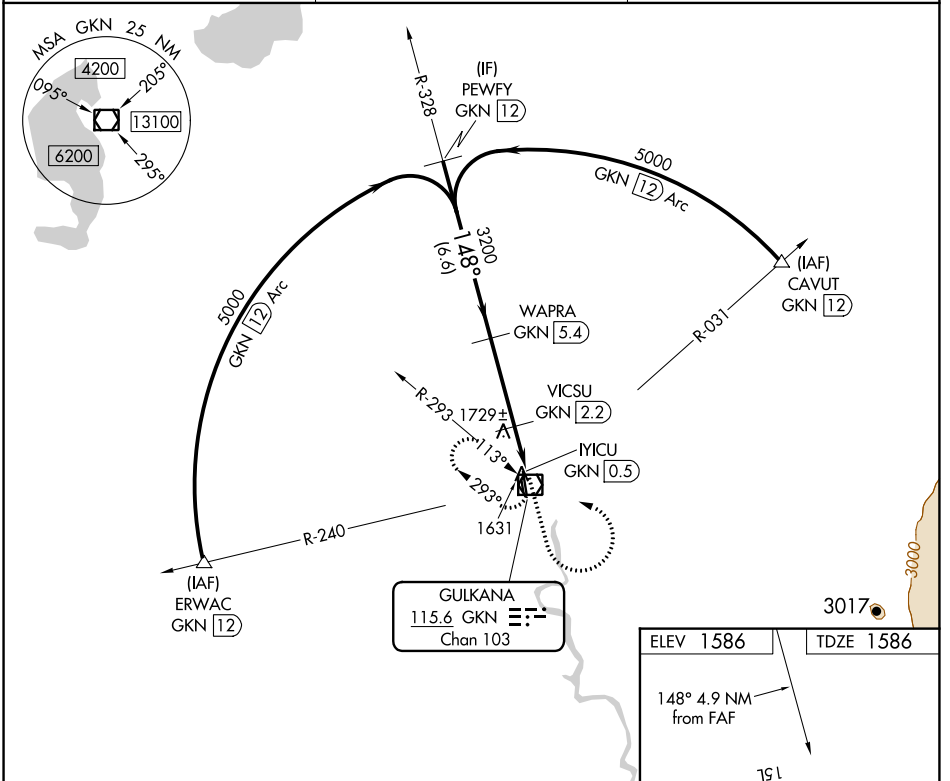 MSA GKN 25 NM
4200
095°
205°
13100
6200
295°
R-328
(IF)
PEWFY
GKN 12
5000
GKN 12 Arc
5000
GKN 12 Arc
3200
148°
(6.6)
(IAF)
CAVUT
GKN 12
R-031
WAPRA
GKN 5.4
VICSU
GKN 2.2
R-293
1729±
113°
IYICU
GKN 0.5
293°
1631
R-240
(IAF)
ERWAC
GKN 12
GULKANA
115.6 GKN
Chan 103
3000
3017
ELEV 1586
TDZE 1586
148° 4.9 NM
from FAF
15L